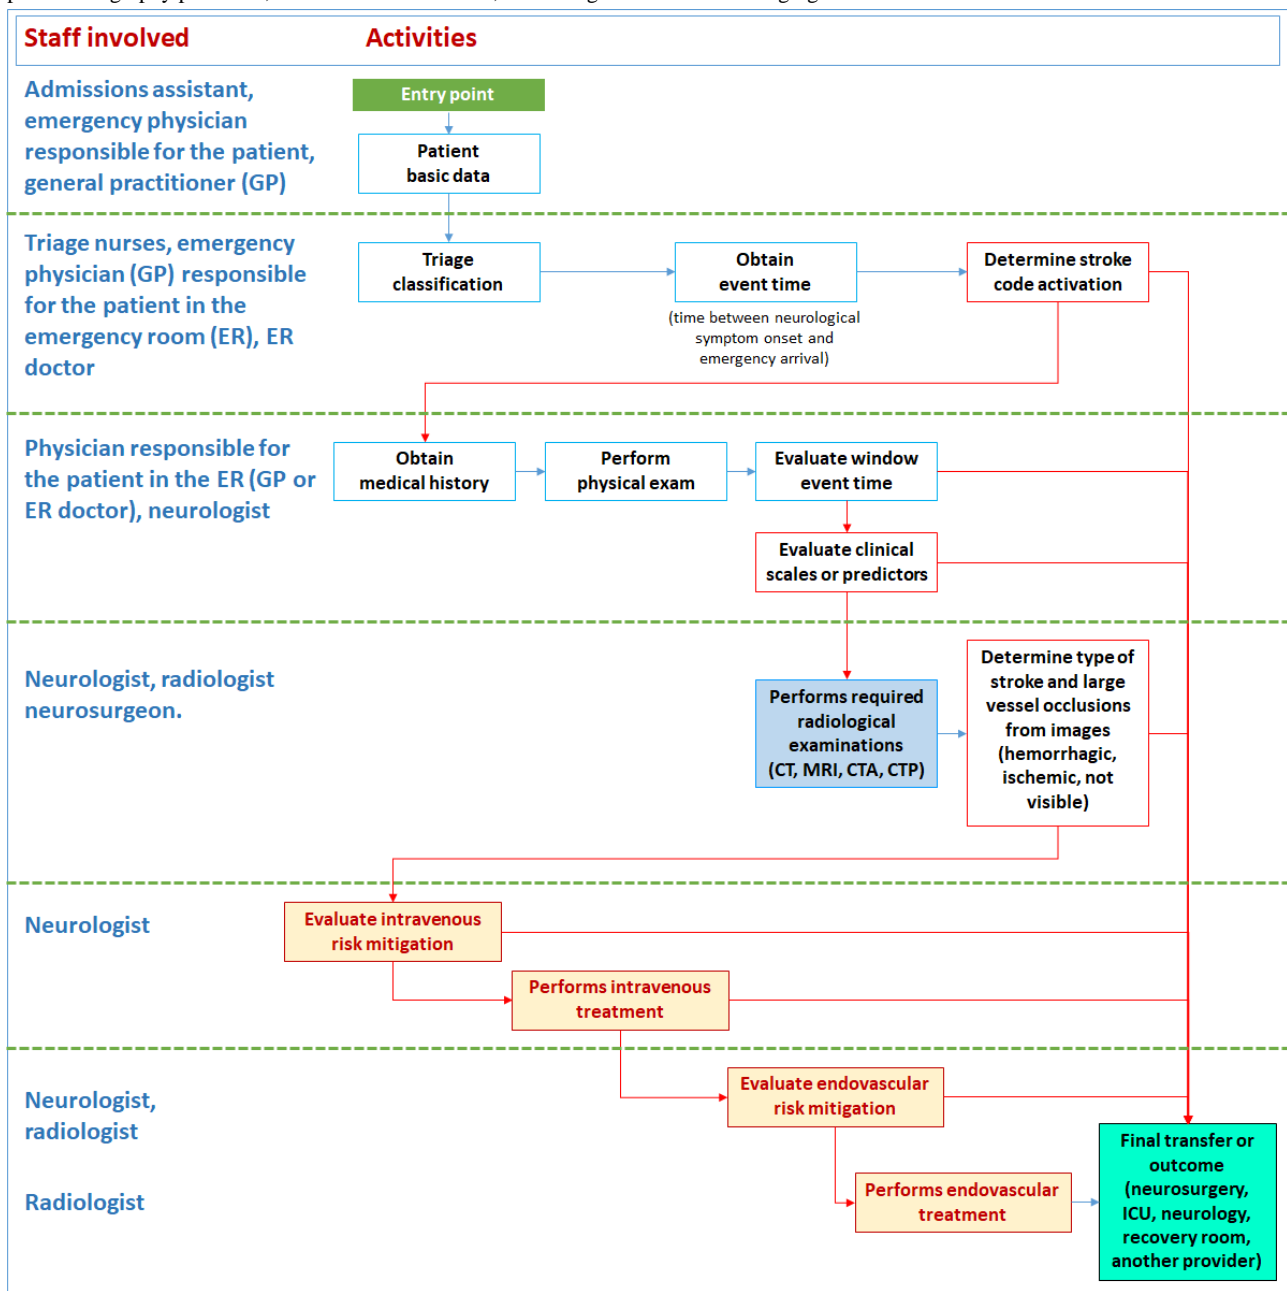 Staff involved
Activities
Admissions assistant,
emergency physician
responsible for the patient,
general practitioner (GP)
Entry point
Patient
basic data
Triage nurses, emergency
physician (GP) responsible
for the patient in the
emergency room (ER), ER
doctor
Triage
classification
Obtain
event time
(time between neurological
symptom onset and
emergency arrival)
Determine stroke
code activation
Physician responsible for
the patient in the ER (GP or
ER doctor), neurologist
Obtain
medical history
Perform
physical exam
Evaluate window
event time
Evaluate clinical
scales or predictors
Neurologist, radiologist
neurosurgeon.
Performs required
radiological
examinations
(CT, MRI, CTA, CTP)
Determine type of
stroke and large
vessel occlusions
from images
(hemorrhagic,
ischemic, not
visible)
Neurologist
Evaluate intravenous
risk mitigation
Performs intravenous
treatment
Neurologist,
radiologist
Evaluate endovascular
risk mitigation
Radiologist
Performs endovascular
treatment
Final transfer or
outcome
(neurosurgery,
ICU, neurology,
recovery room,
another provider)